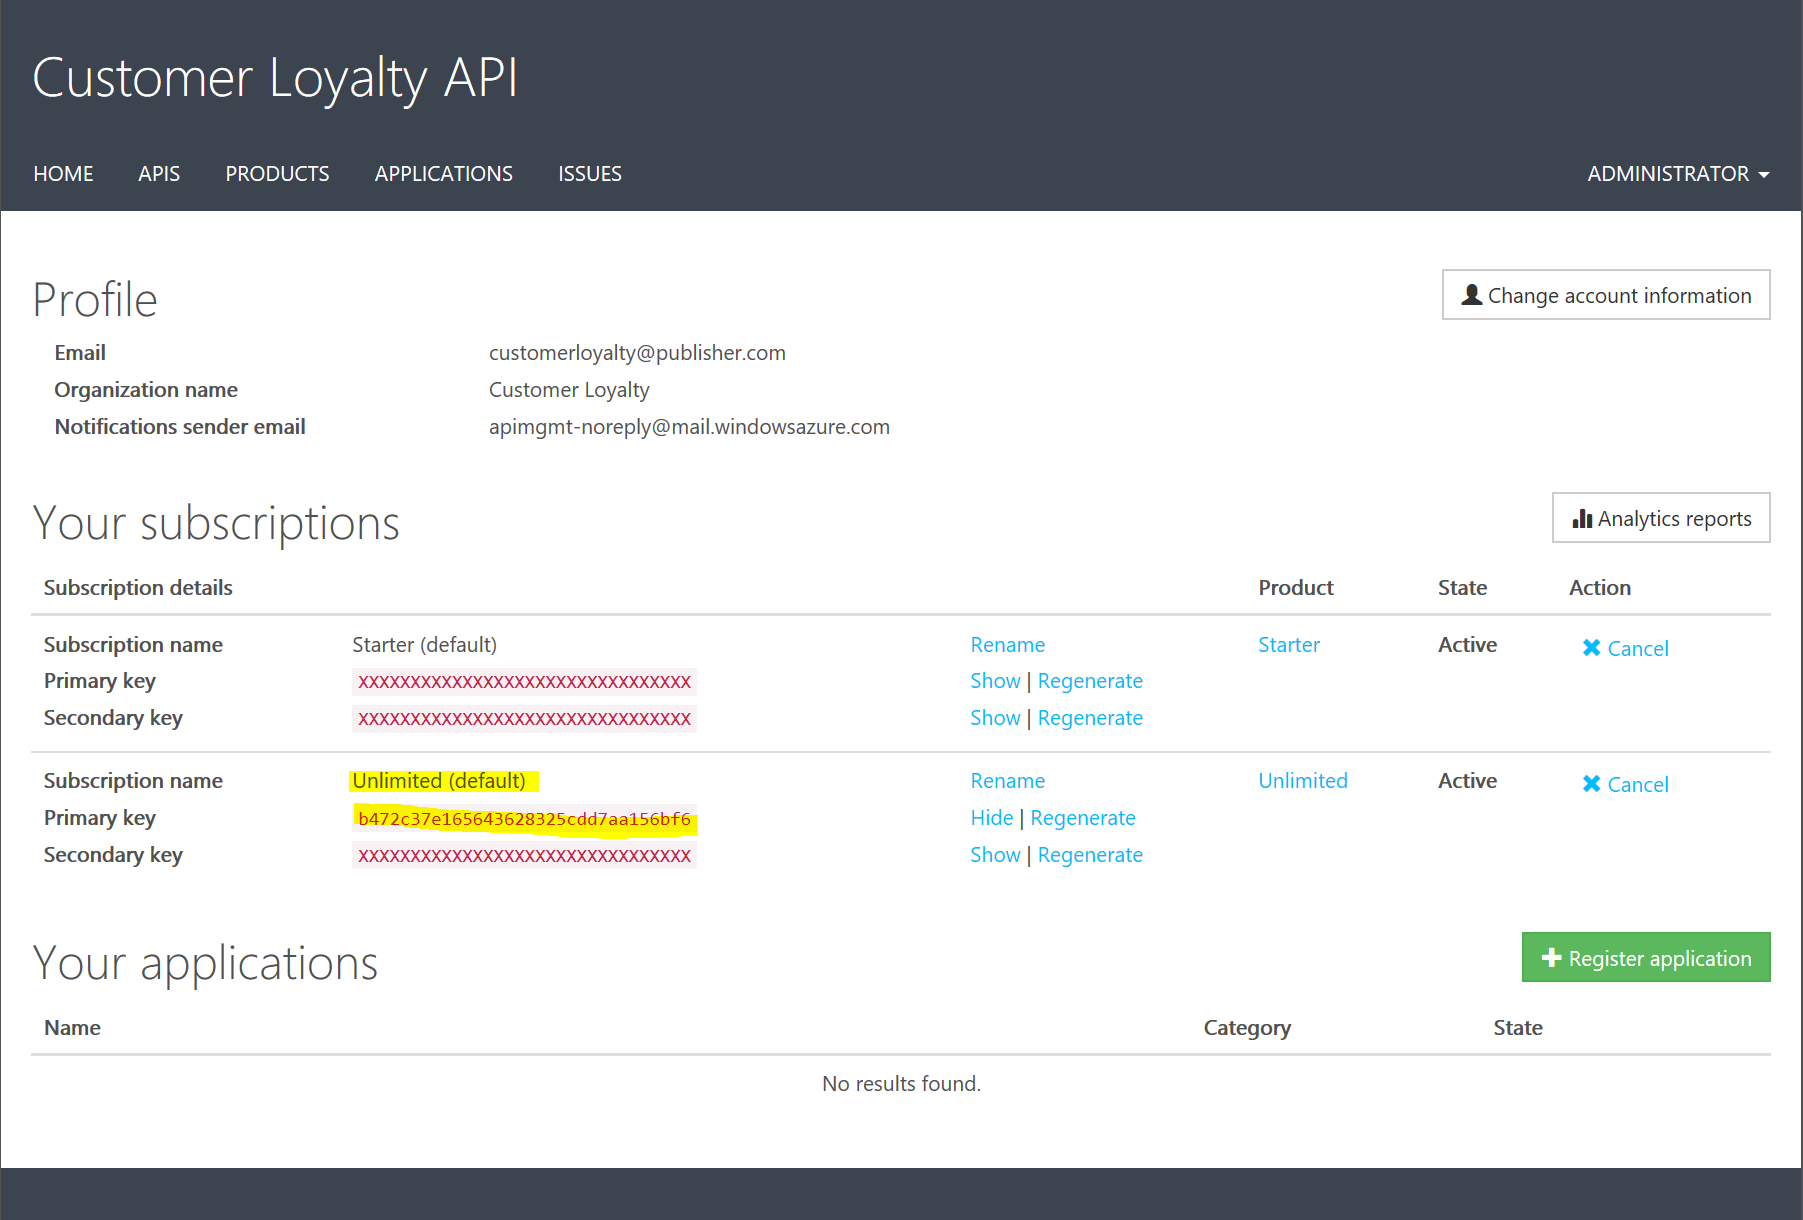 Customer Loyalty API
HOME APIS PRODUCTS APPLICATIONS ISSUES ADMINISTRATOR
Profile Change account information
Email customerloyalty@publisher.com
Organization name Customer Loyalty
Notifications sender email apimgmt-noreply@mail.windowsazure.com
Your subscriptions Analytics reports
Subscription details Product State Action
Subscription name Starter (default) Rename Starter Active Cancel
Primary key XXXXXXXXXXXXXXXXXXXXXXXXXXXXXXXX Show | Regenerate
Secondary key XXXXXXXXXXXXXXXXXXXXXXXXXXXXXXXX Show | Regenerate
Subscription name Unlimited (default) Rename Unlimited Active Cancel
Primary key b472c37e165643628325cdd7aa156bf6 Hide | Regenerate
Secondary key XXXXXXXXXXXXXXXXXXXXXXXXXXXXXXXX Show | Regenerate
Your applications Register application
Name Category State
No results found.